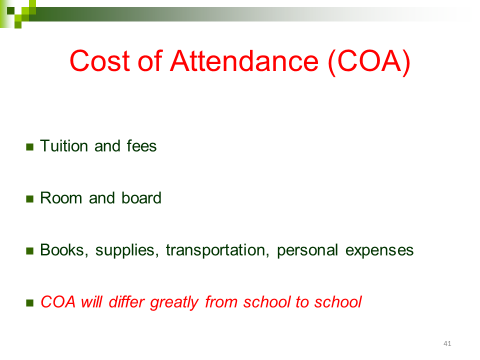 Cost of Attendance (COA)
Tuition and fees
Room and board
Books, supplies, transportation, personal expenses
COA will differ greatly from school to school
41